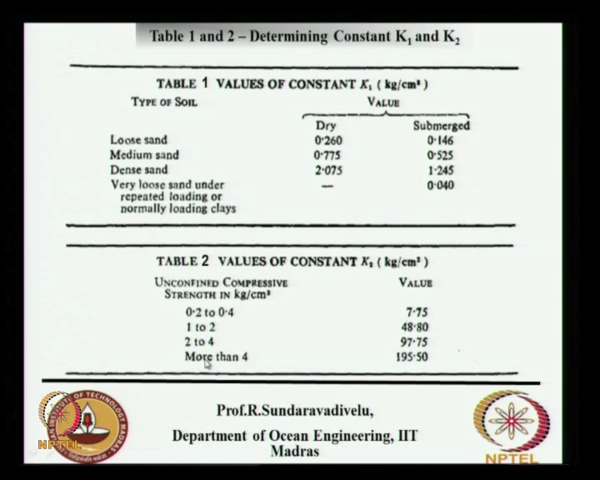 Table 1 and 2 – Determining Constant K₁ and K₂
TABLE 1 VALUES OF CONSTANT K₁ ( kg/cm³ )
TYPE OF SOIL VALUE
Dry Submerged
Loose sand 0·260 0·146
Medium sand 0·775 0·525
Dense sand 2·075 1·245
Very loose sand under — 0·040
repeated loading or
normally loading clays
TABLE 2 VALUES OF CONSTANT K₂ ( kg/cm² )
UNCONFINED COMPRESSIVE VALUE
STRENGTH IN kg/cm²
0·2 to 0·4 7·75
1 to 2 48·80
2 to 4 97·75
More than 4 195·50
Prof.R.Sundaravadivelu,
Department of Ocean Engineering, IIT
Madras
NPTEL
NPTEL